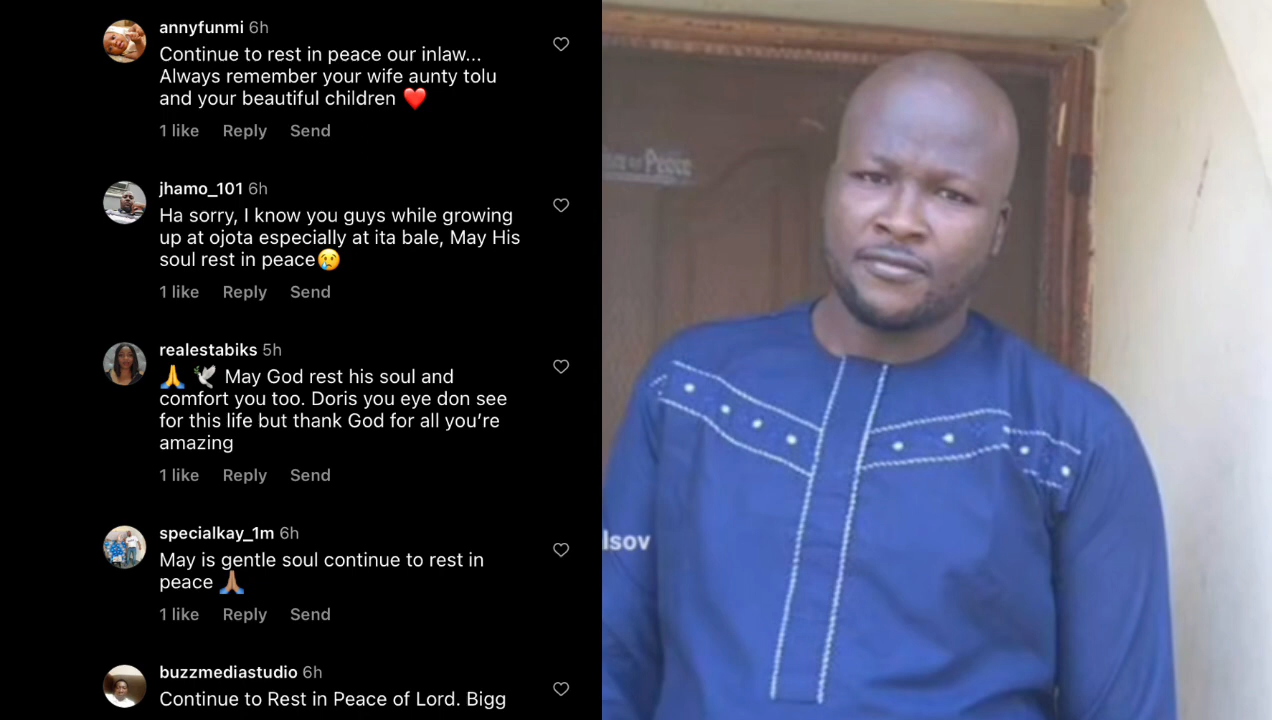 annyfunmi 6h
Continue to rest in peace our inlaw...
Always remember your wife aunty tolu
and your beautiful children ❤️
1 like Reply Send
jhamo_101 6h
Ha sorry, I know you guys while growing
up at ojota especially at ita bale, May His
soul rest in peace😢
1 like Reply Send
realestabiks 5h
🙏 🕊️ May God rest his soul and
comfort you too. Doris you eye don see
for this life but thank God for all you’re
amazing
1 like Reply Send
specialkay_1m 6h
May is gentle soul continue to rest in
peace 🙏🏽
1 like Reply Send
buzzmediastudio 6h
Continue to Rest in Peace of Lord. Bigg
of Peace
lsov